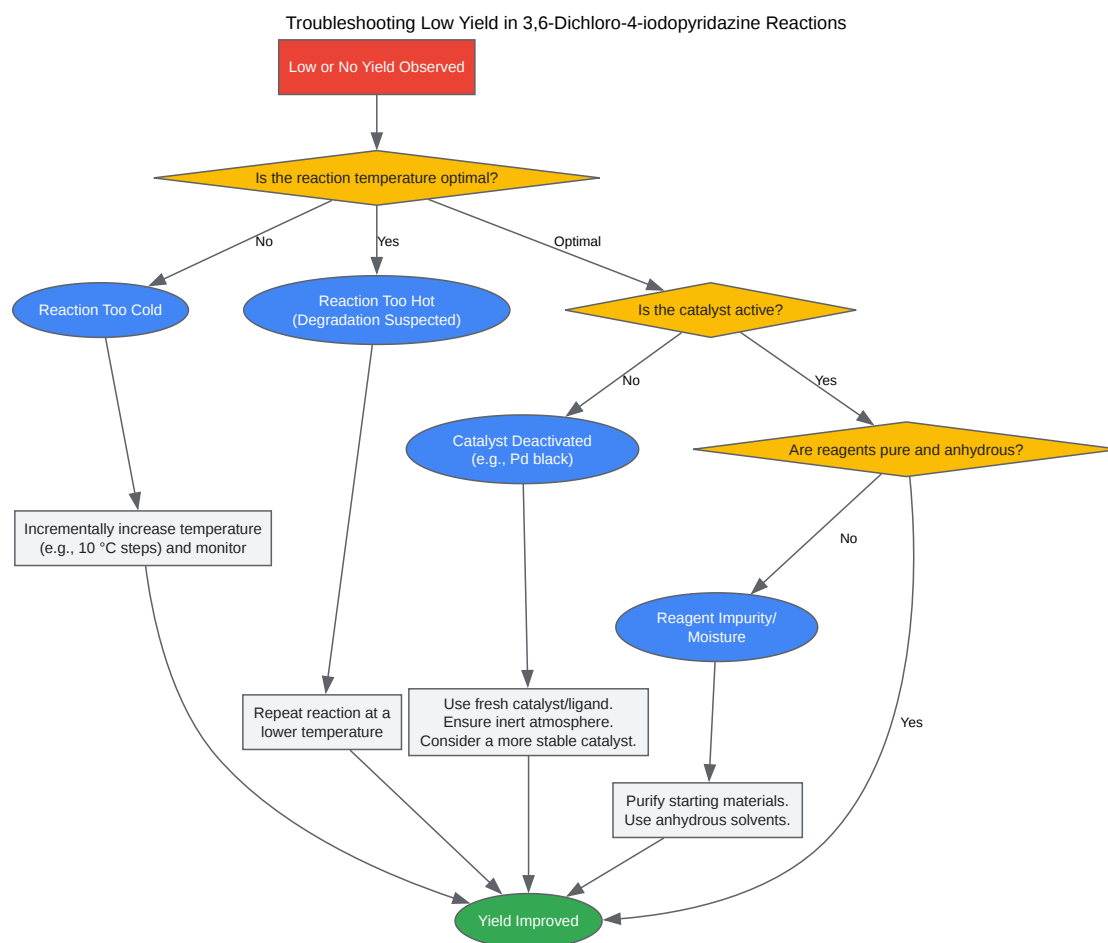 Troubleshooting Low Yield in 3,6-Dichloro-4-iodopyridazine Reactions
Low or No Yield Observed
Is the reaction temperature optimal?
No
Yes
Optimal
Reaction Too Cold
Reaction Too Hot
(Degradation Suspected)
Is the catalyst active?
No
Yes
Catalyst Deactivated
(e.g., Pd black)
Are reagents pure and anhydrous?
Incrementally increase temperature
(e.g., 10 °C steps) and monitor
No
Reagent Impurity/
Moisture
Repeat reaction at a
lower temperature
Use fresh catalyst/ligand.
Ensure inert atmosphere.
Consider a more stable catalyst.
Yes
Purify starting materials.
Use anhydrous solvents.
Yield Improved